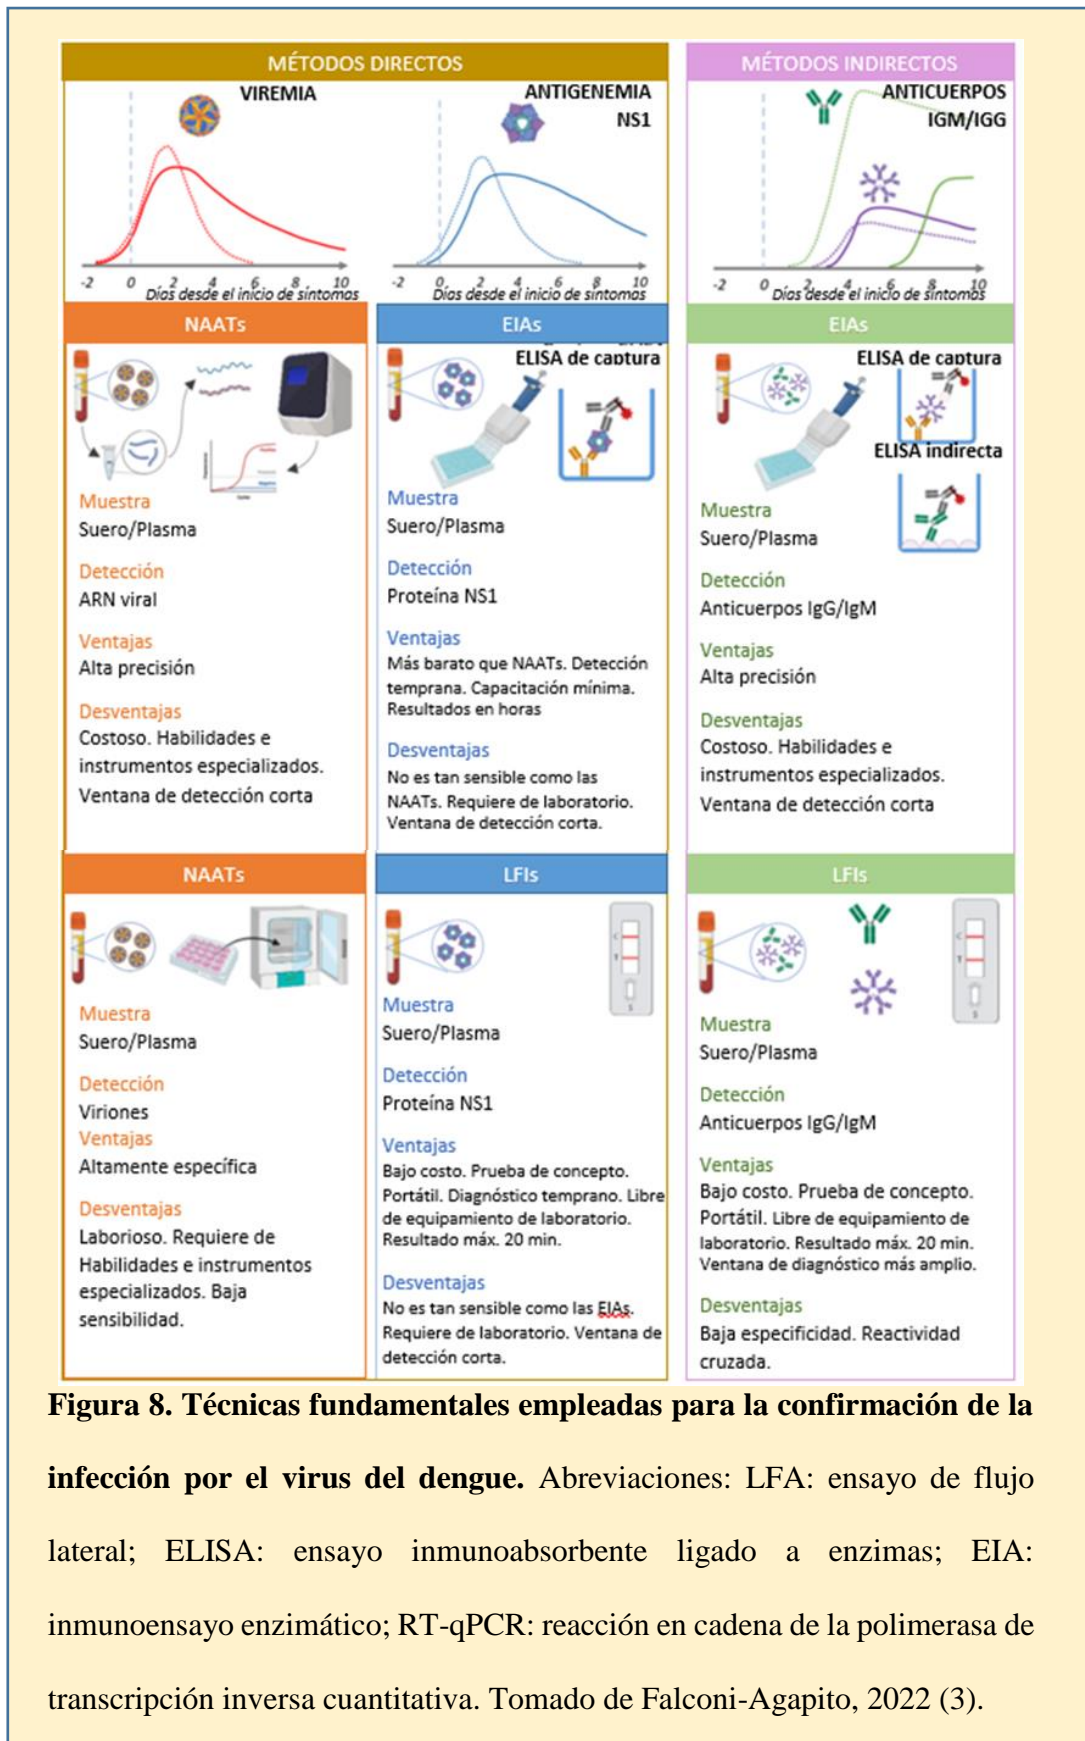 MÉTODOS DIRECTOS
VIREMIA
ANTIGENEMIA
NS1
-2 0 2 4 6 8 10
Días desde el inicio de síntomas
-2 0 2 4 6 8 10
Días desde el inicio de síntomas
MÉTODOS INDIRECTOS
ANTICUERPOS
IGM/IGG
-2 0 2 4 6 8 10
Días desde el inicio de síntomas
NAATs
Muestra
Suero/Plasma
Detección
ARN viral
Ventajas
Alta precisión
Desventajas
Costoso. Habilidades e
instrumentos especializados.
Ventana de detección corta
EIAs
ELISA de captura
Muestra
Suero/Plasma
Detección
Proteína NS1
Ventajas
Más barato que NAATs. Detección
temprana. Capacitación mínima.
Resultados en horas
Desventajas
No es tan sensible como las
NAATs. Requiere de laboratorio.
Ventana de detección corta.
EIAs
ELISA de captura
ELISA indirecta
Muestra
Suero/Plasma
Detección
Anticuerpos IgG/IgM
Ventajas
Alta precisión
Desventajas
Costoso. Habilidades e
instrumentos especializados.
Ventana de detección corta
NAATs
Muestra
Suero/Plasma
Detección
Viriones
Ventajas
Altamente específica
Desventajas
Laborioso. Requiere de
Habilidades e instrumentos
especializados. Baja
sensibilidad.
LFIs
C
T
S
Muestra
Suero/Plasma
Detección
Proteína NS1
Ventajas
Bajo costo. Prueba de concepto.
Portátil. Diagnóstico temprano. Libre
de equipamiento de laboratorio.
Resultado máx. 20 min.
Desventajas
No es tan sensible como las EIAs.
Requiere de laboratorio. Ventana de
detección corta.
LFIs
C
T
S
Muestra
Suero/Plasma
Detección
Anticuerpos IgG/IgM
Ventajas
Bajo costo. Prueba de concepto.
Portátil. Libre de equipamiento de
laboratorio. Resultado máx. 20 min.
Ventana de diagnóstico más amplio.
Desventajas
Baja especificidad. Reactividad
cruzada.
Figura 8. Técnicas fundamentales empleadas para la confirmación de la
infección por el virus del dengue. Abreviaciones: LFA: ensayo de flujo
lateral; ELISA: ensayo inmunoabsorbente ligado a enzimas; EIA:
inmunoensayo enzimático; RT-qPCR: reacción en cadena de la polimerasa de
transcripción inversa cuantitativa. Tomado de Falconi-Agapito, 2022 (3).